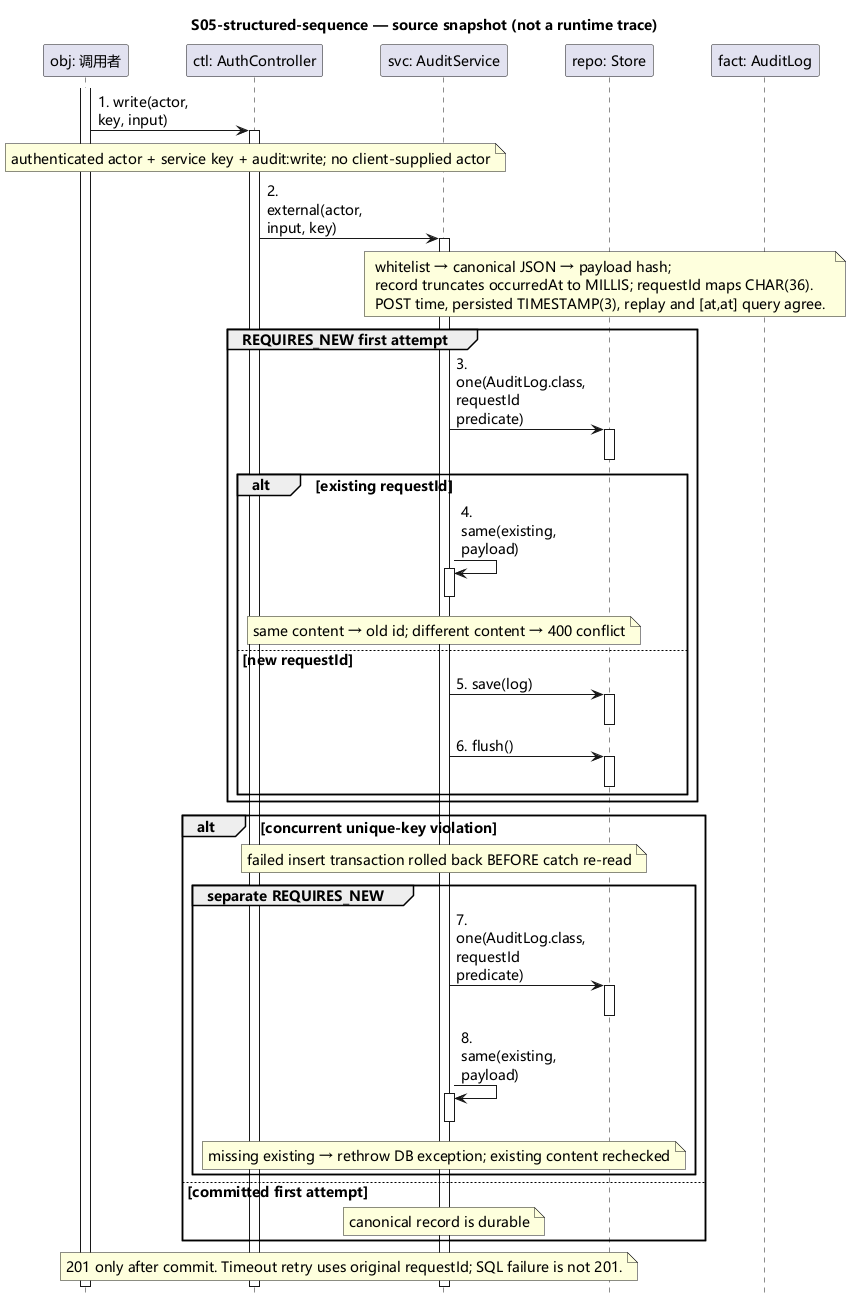 S05-structured-sequence — source snapshot (not a runtime trace)
obj: 调用者
ctl: AuthController
svc: AuditService
repo: Store
fact: AuditLog
1. write(actor,
key, input)
authenticated actor + service key + audit:write; no client-supplied actor
2.
external(actor,
input, key)
whitelist → canonical JSON → payload hash;
record truncates occurredAt to MILLIS; requestId maps CHAR(36).
POST time, persisted TIMESTAMP(3), replay and [at,at] query agree.
REQUIRES_NEW first attempt
3.
one(AuditLog.class,
requestId
predicate)
alt
[existing requestId]
4.
same(existing,
payload)
same content → old id; different content → 400 conflict
[new requestId]
5. save(log)
6. flush()
alt
[concurrent unique-key violation]
failed insert transaction rolled back BEFORE catch re-read
separate REQUIRES_NEW
7.
one(AuditLog.class,
requestId
predicate)
8.
same(existing,
payload)
missing existing → rethrow DB exception; existing content rechecked
[committed first attempt]
canonical record is durable
201 only after commit. Timeout retry uses original requestId; SQL failure is not 201.